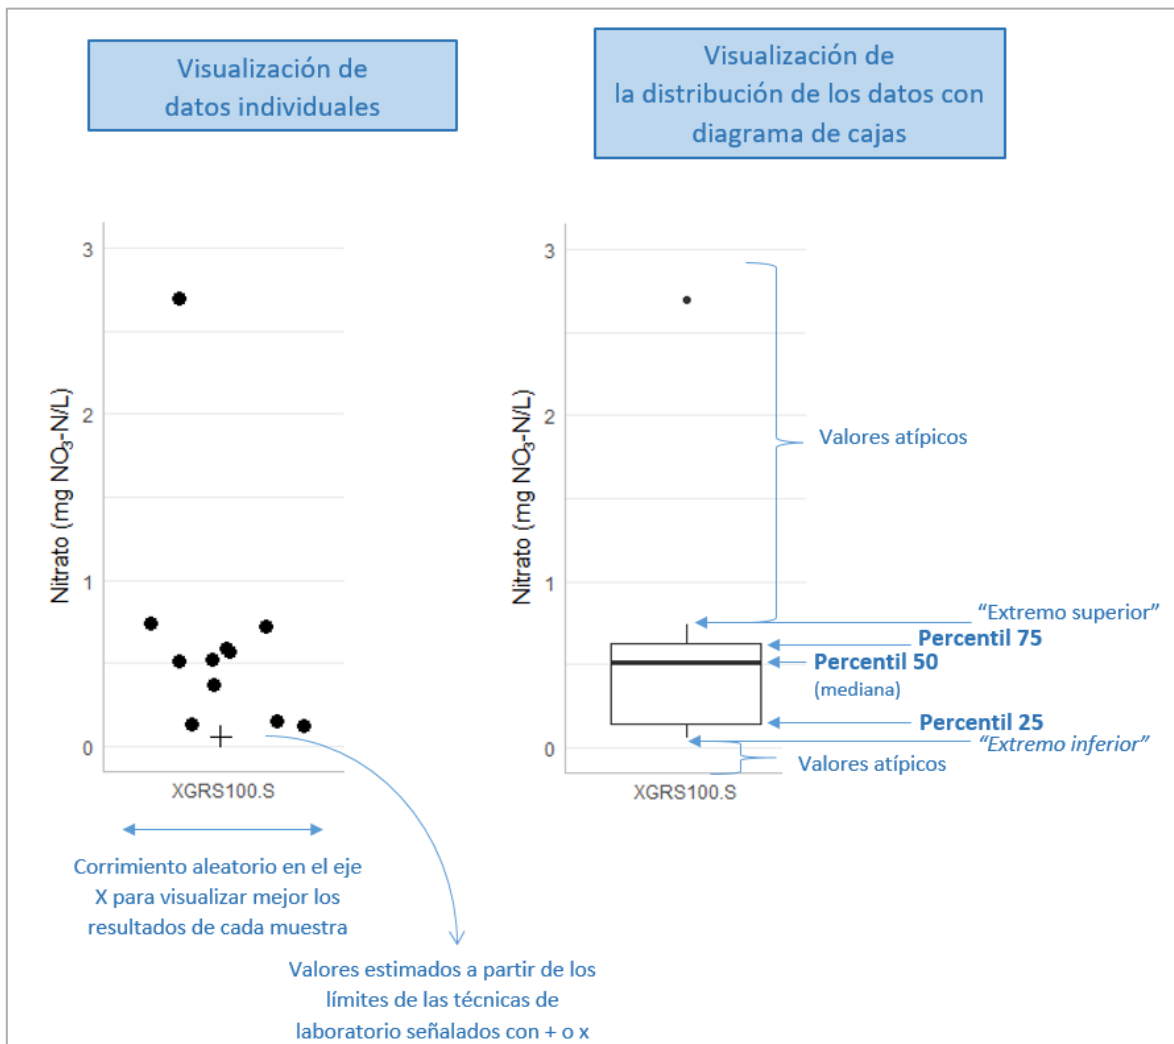 Visualización de
datos individuales
Visualización de
la distribución de los datos con
diagrama de cajas
3
2
1
0
Nitrato (mg NO₃-N/L)
XGRS100.S
Corrimiento aleatorio en el eje
X para visualizar mejor los
resultados de cada muestra
Valores estimados a partir de los
límites de las técnicas de
laboratorio señalados con + o x
3
2
1
0
Nitrato (mg NO₃-N/L)
XGRS100.S
Valores atípicos
“Extremo superior”
Percentil 75
Percentil 50
(mediana)
Percentil 25
“Extremo inferior”
Valores atípicos